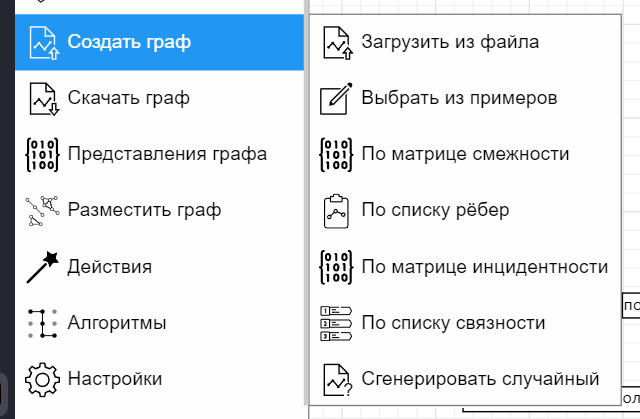 Создать граф
Скачать граф
Представления графа
Разместить граф
Действия
Алгоритмы
Настройки
Загрузить из файла
Выбрать из примеров
По матрице смежности
По списку рёбер
По матрице инцидентности
По списку связности
Сгенерировать случайный